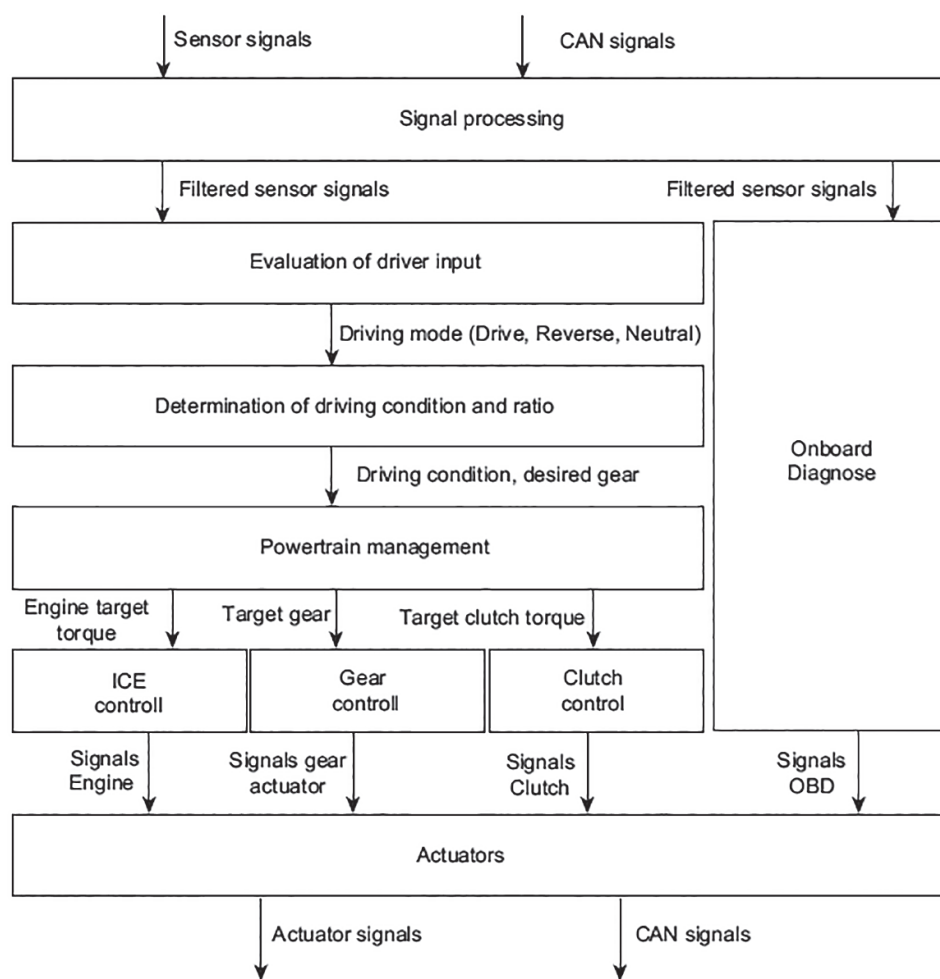 Sensor signals
CAN signals
Signal processing
Filtered sensor signals
Filtered sensor signals
Evaluation of driver input
Driving mode (Drive, Reverse, Neutral)
Determination of driving condition and ratio
Driving condition, desired gear
Onboard
Diagnose
Powertrain management
Engine target
torque
Target gear
Target clutch torque
ICE
controll
Gear
controll
Clutch
control
Signals
Engine
Signals gear
actuator
Signals
Clutch
Signals
OBD
Actuators
Actuator signals
CAN signals